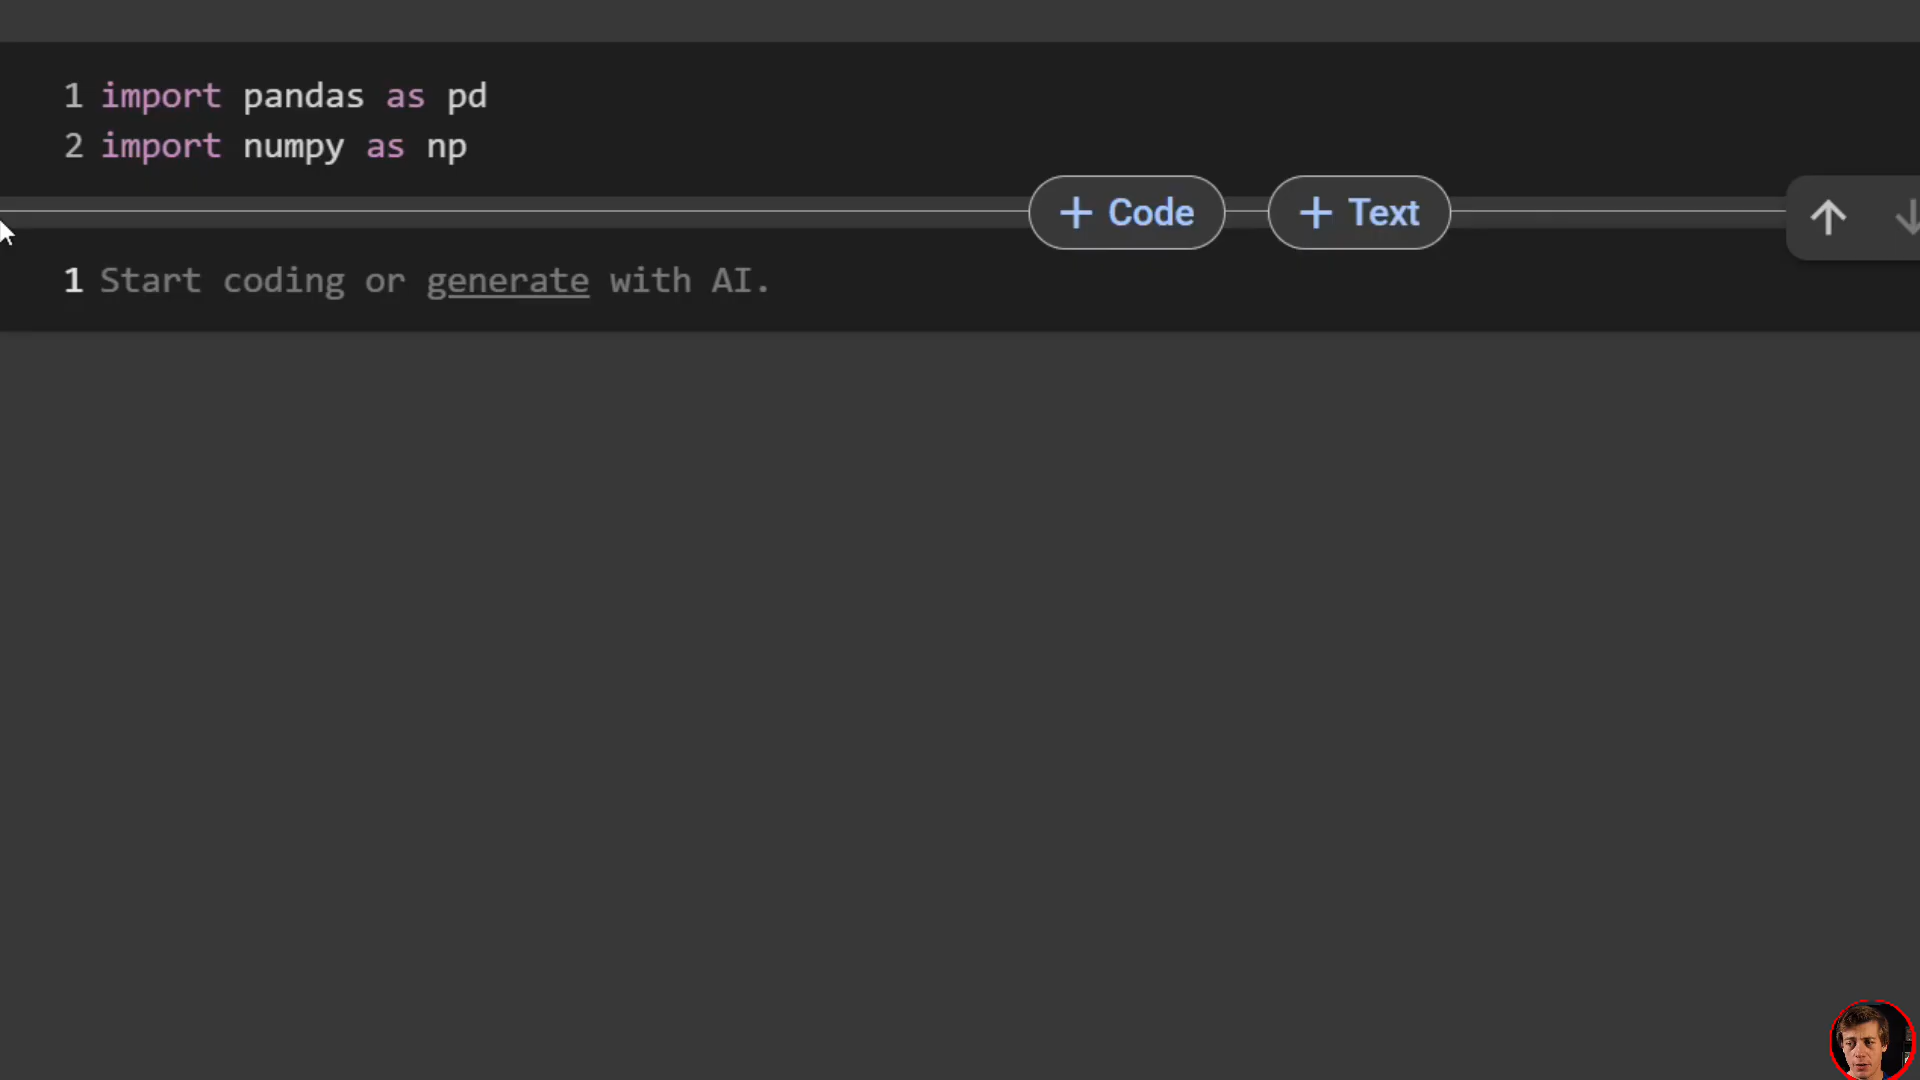 1 import pandas as pd
2 import numpy as np
+ Code + Text
1 Start coding or generate with AI.